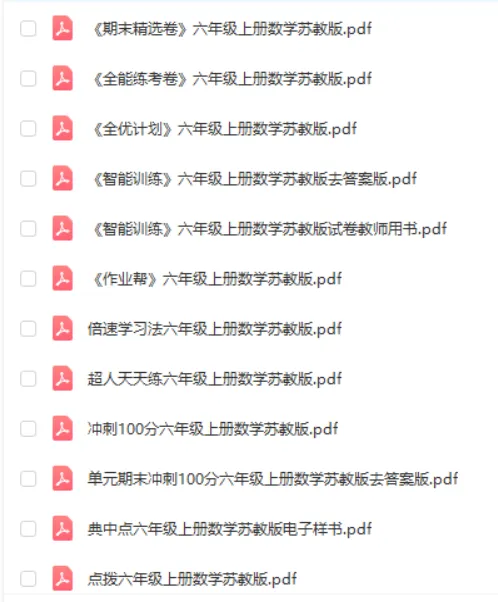 《期末精选卷》六年级上册数学苏教版.pdf
《全能练考卷》六年级上册数学苏教版.pdf
《全优计划》六年级上册数学苏教版.pdf
《智能训练》六年级上册数学苏教版去答案版.pdf
《智能训练》六年级上册数学苏教版试卷教师用书.pdf
《作业帮》六年级上册数学苏教版.pdf
倍速学习法六年级上册数学苏教版.pdf
超人天天练六年级上册数学苏教版.pdf
冲刺100分六年级上册数学苏教版.pdf
单元期末冲刺100分六年级上册数学苏教版去答案版.pdf
典中点六年级上册数学苏教版电子样书.pdf
点拨六年级上册数学苏教版.pdf